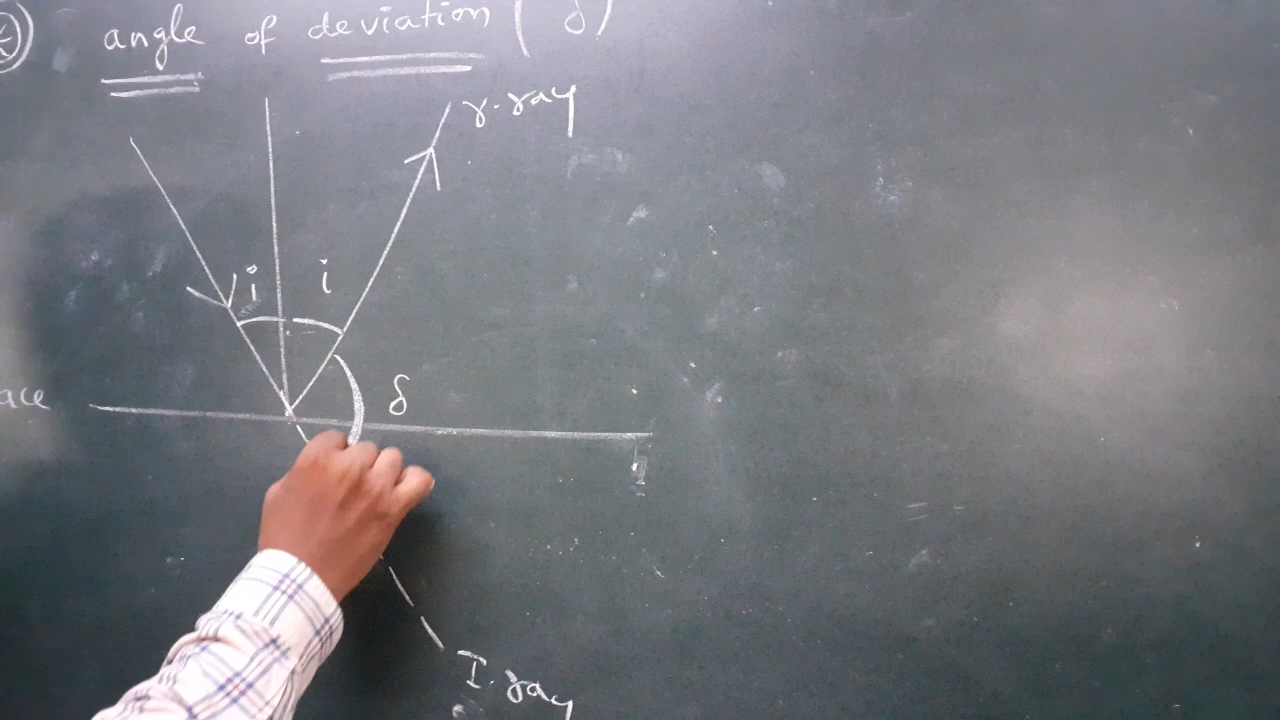 angle of deviation ( δ )
r. ray
i i
δ
ace
I. ray